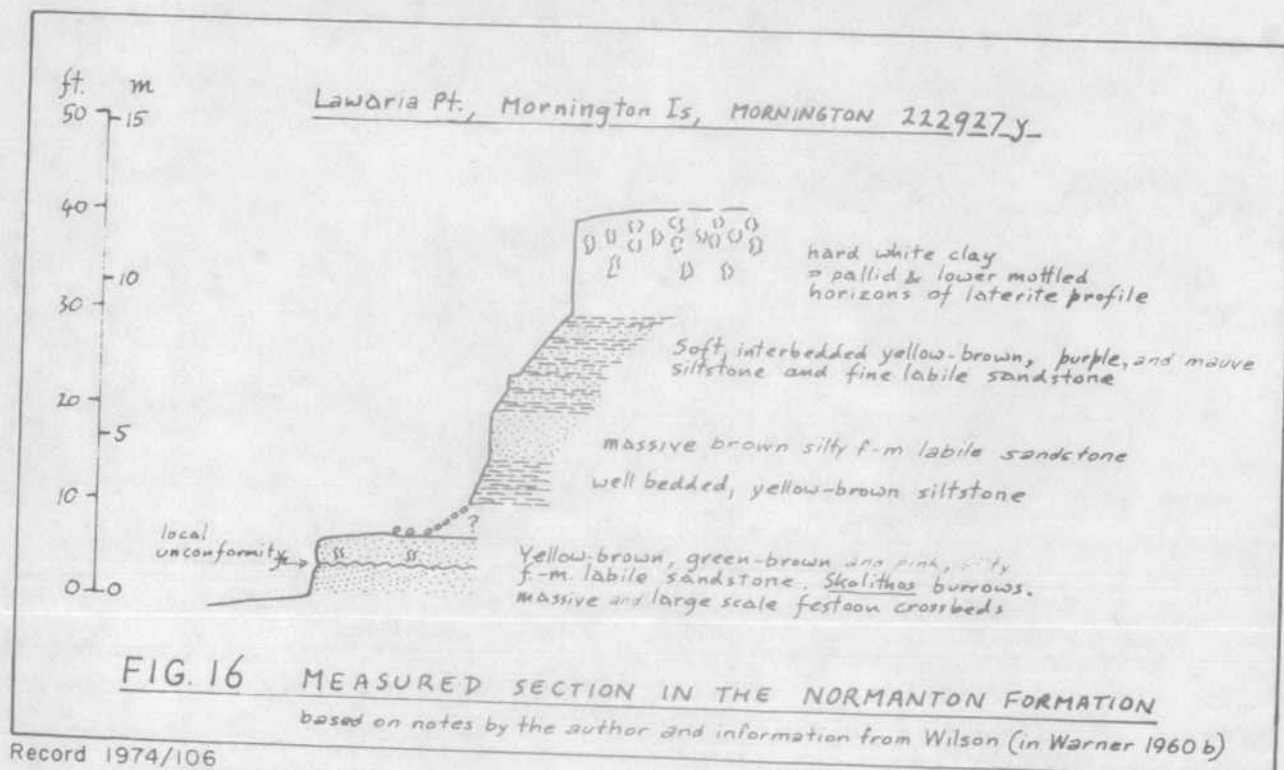 ft. m
Lawaria Pt., Mornington Is, MORNINGTON 222927 y
50 15
40
10
30
20
5
10
0 0
hard white clay
= pallid & lower mottled
horizons of laterite profile
Soft, interbedded yellow-brown, purple, and mauve
siltstone and fine labile sandstone
massive brown silty f-m labile sandstone
well bedded, yellow-brown siltstone
?
local
unconformity
Yellow-brown, green-brown and pink, silty
f-m. labile sandstone. Skolithos burrows.
massive and large scale festoon crossbeds
FIG. 16 MEASURED SECTION IN THE NORMANTON FORMATION
based on notes by the author and information from Wilson (in Warner 1960 b)
Record 1974/106